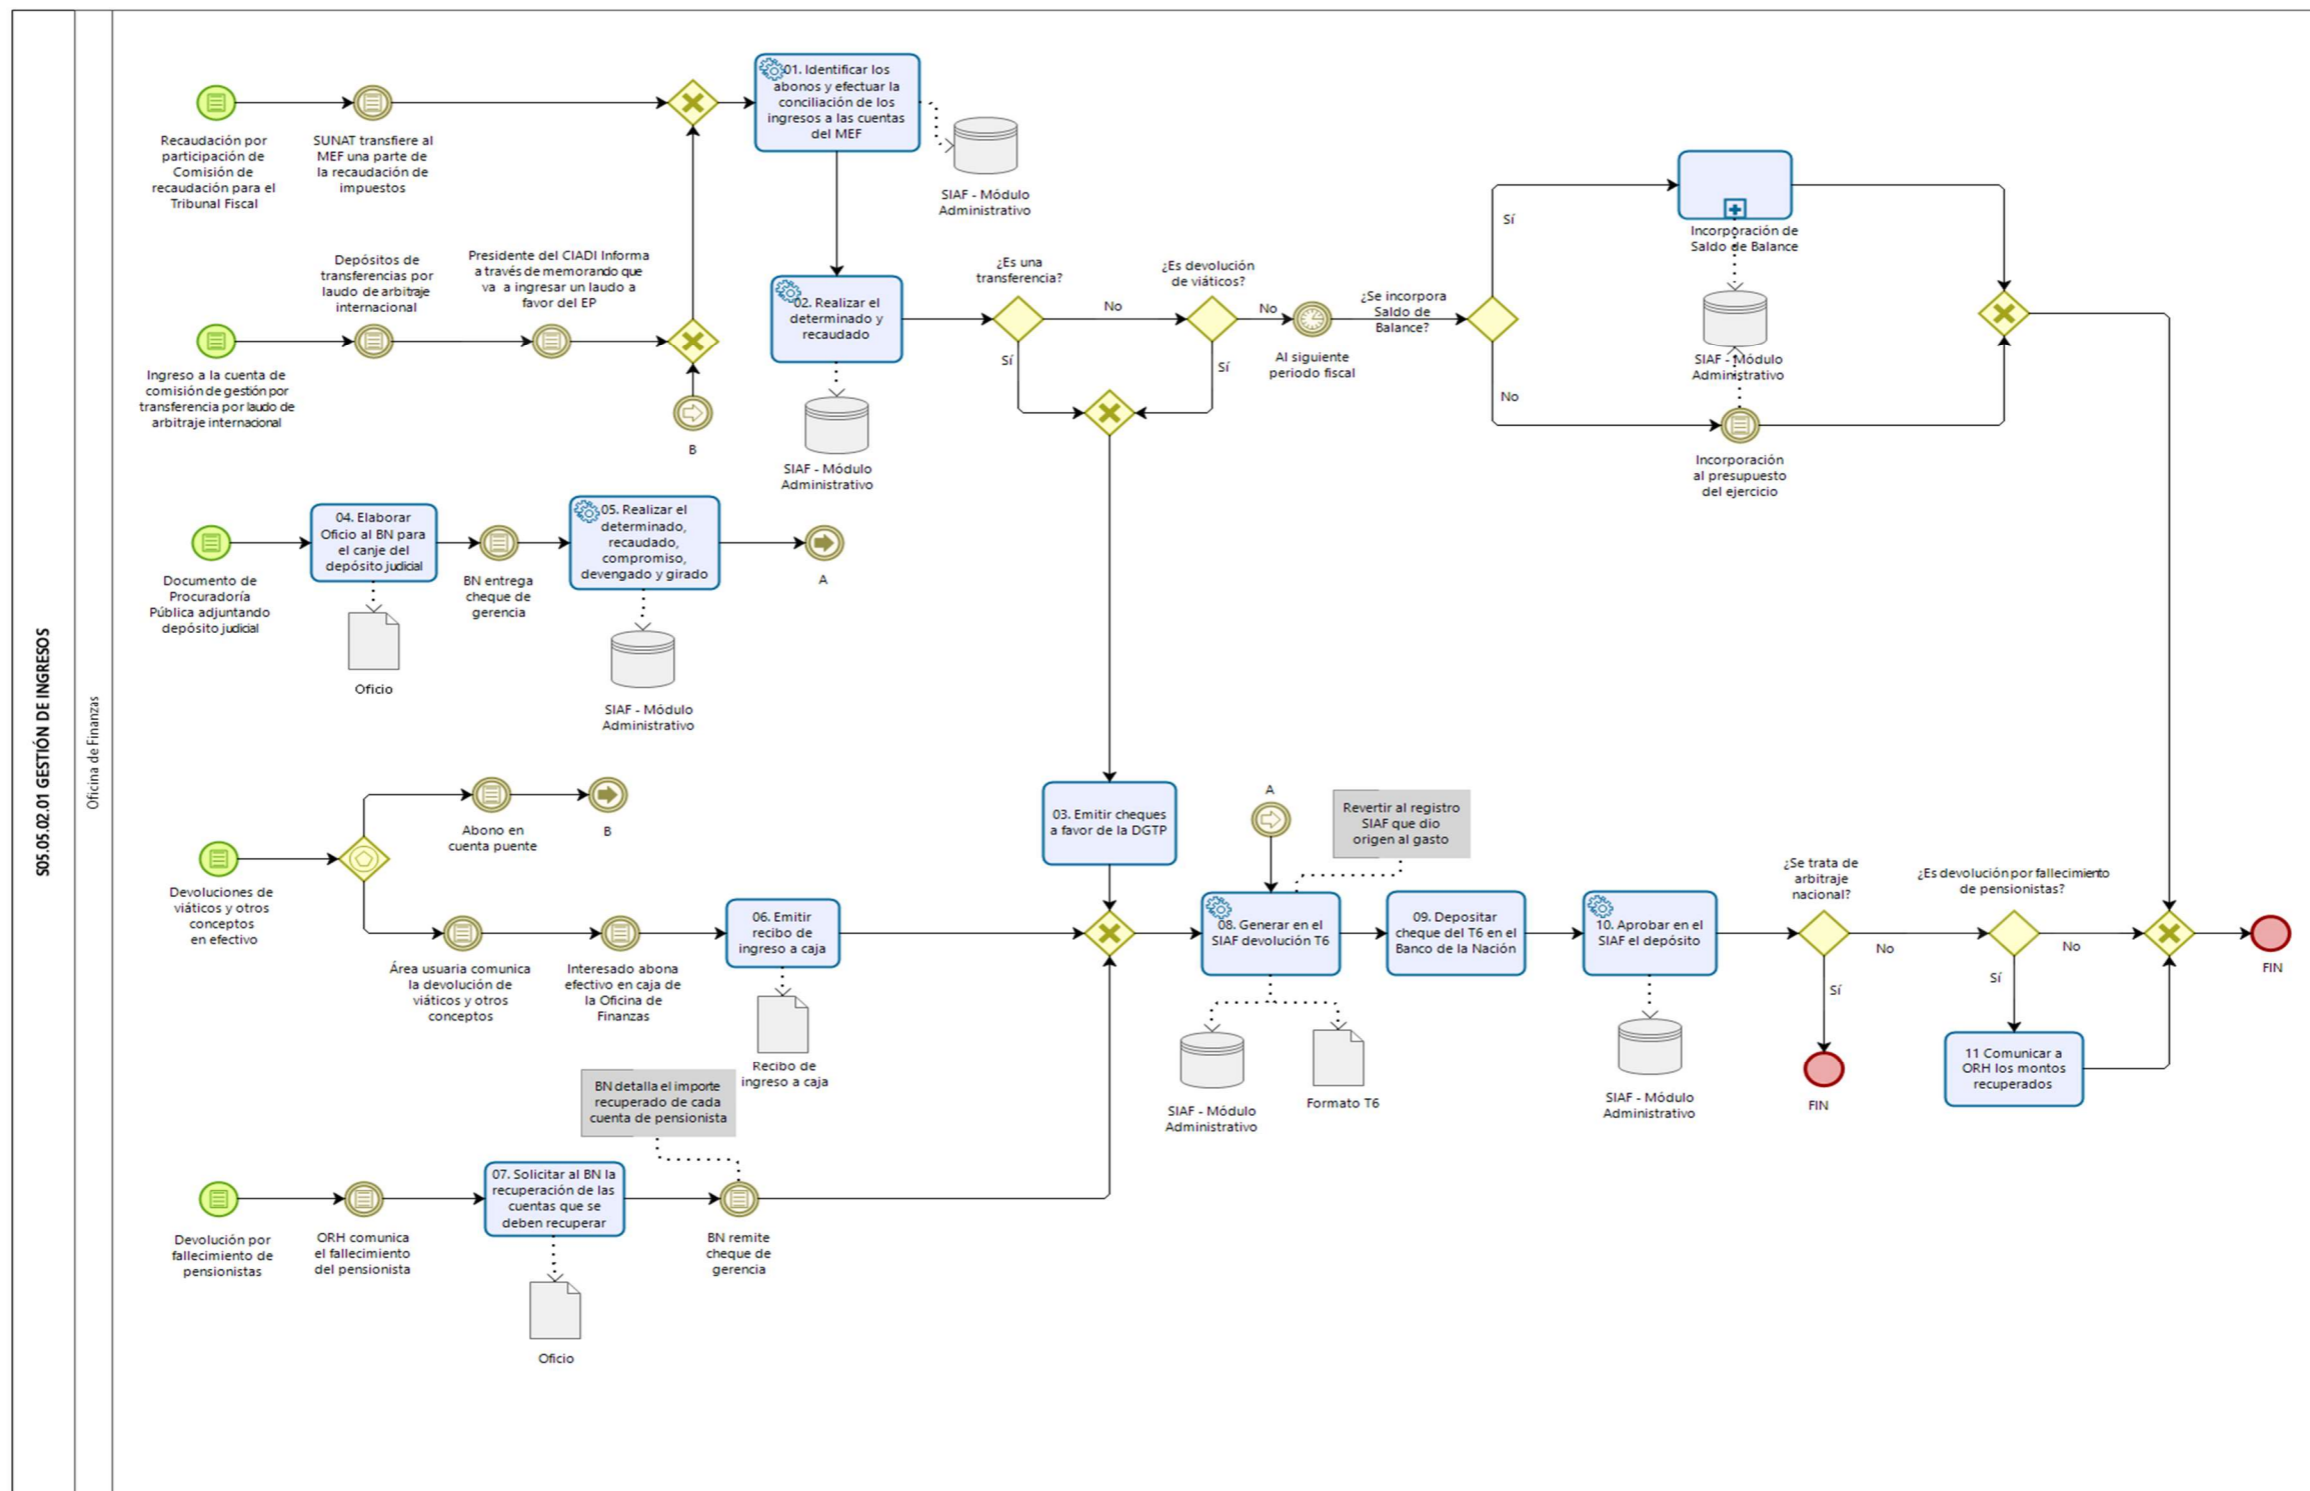 S05.05.02.01 GESTIÓN DE INGRESOS
Oficina de Finanzas
Recaudación por
participación de
Comisión de
recaudación para el
Tribunal Fiscal
SUNAT transfiere al
MEF una parte de
la recaudación de
impuestos
01. Identificar los
abonos y efectuar la
conciliación de los
ingresos a las cuentas
del MEF
SIAF - Módulo
Administrativo
Ingreso a la cuenta de
comisión de gestión por
transferencia por laudo de
arbitraje internacional
Depósitos de
transferencias por
laudo de arbitraje
internacional
Presidente del CIADI Informa
a través de memorando que
va a ingresar un laudo a
favor del EP
B
02. Realizar el
determinado y
recaudado
SIAF - Módulo
Administrativo
¿Es una
transferencia?
No
Sí
¿Es devolución
de viáticos?
No
Sí
Al siguiente
periodo fiscal
¿Se incorpora
Saldo de
Balance?
Sí
No
Incorporación de
Saldo de Balance
SIAF - Módulo
Administrativo
Incorporación
al presupuesto
del ejercicio
Documento de
Procuradoría
Pública adjuntando
depósito judicial
04. Elaborar
Oficio al BN para
el canje del
depósito judicial
Oficio
BN entrega
cheque de
gerencia
05. Realizar el
determinado,
recaudado,
compromiso,
devengado y girado
SIAF - Módulo
Administrativo
A
Devoluciones de
viáticos y otros
conceptos
en efectivo
Abono en
cuenta puente
B
Área usuaria comunica
la devolución de
viáticos y otros
conceptos
Interesado abona
efectivo en caja de
la Oficina de
Finanzas
06. Emitir
recibo de
ingreso a caja
Recibo de
ingreso a caja
03. Emitir cheques
a favor de la DGTP
A
Revertir al registro
SIAF que dio
origen al gasto
08. Generar en el
SIAF devolución T6
SIAF - Módulo
Administrativo
Formato T6
09. Depositar
cheque del T6 en el
Banco de la Nación
10. Aprobar en el
SIAF el depósito
SIAF - Módulo
Administrativo
¿Se trata de
arbitraje
nacional?
No
Sí
FIN
¿Es devolución por fallecimiento
de pensionistas?
No
Sí
11 Comunicar a
ORH los montos
recuperados
FIN
Devolución por
fallecimiento de
pensionistas
ORH comunica
el fallecimiento
del pensionista
07. Solicitar al BN la
recuperación de las
cuentas que se
deben recuperar
Oficio
BN detalla el importe
recuperado de cada
cuenta de pensionista
BN remite
cheque de
gerencia